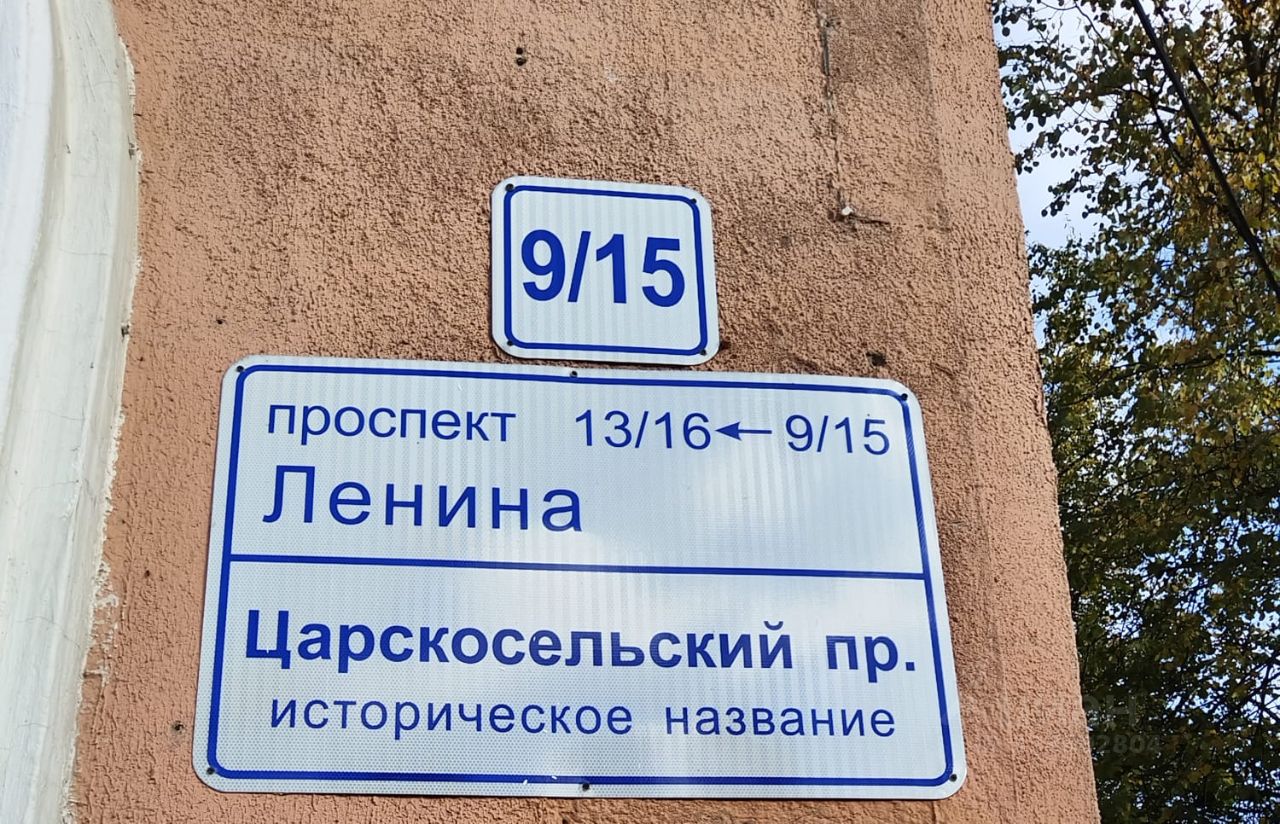 9/15
проспект 13/16←9/15
Ленина
Царскосельский пр.
историческое название